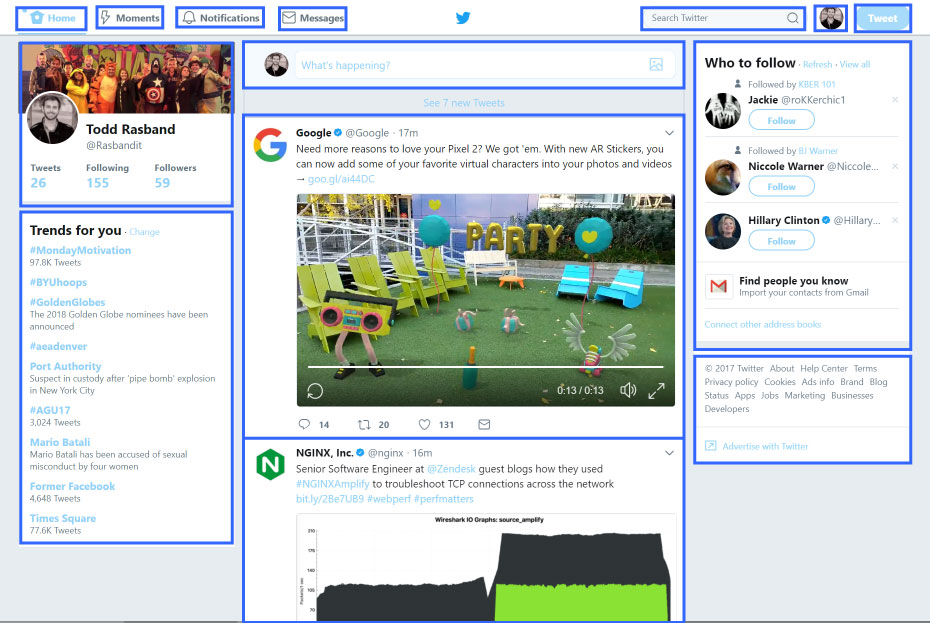 Home
Moments
Notifications
Messages
Search Twitter
Tweet
SQUAD
Todd Rasband
@Rasbandit
Tweets Following Followers
26 155 59
Trends for you · Change
#MondayMotivation
97.8K Tweets
#BYUhoops
#GoldenGlobes
The 2018 Golden Globe nominees have been
announced
#aeadenver
Port Authority
Suspect in custody after 'pipe bomb' explosion
in New York City
#AGU17
3,024 Tweets
Mario Batali
Mario Batali has been accused of sexual
misconduct by four women
Former Facebook
4,648 Tweets
Times Square
77.6K Tweets
What's happening?
See 7 new Tweets
Google @Google · 17m
Need more reasons to love your Pixel 2? We got 'em. With new AR Stickers, you
can now add some of your favorite virtual characters into your photos and videos
→ goo.gl/ai44DC
PARTY
0:13 / 0:13
14 20 131
NGINX, Inc. @nginx · 16m
Senior Software Engineer at @Zendesk guest blogs how they used
#NGINXAmplify to troubleshoot TCP connections across the network
bit.ly/2Be7UB9 #webperf #perfmatters
Wireshark IO Graphs: source_amplify
210
175
140
105
70
Packets/1 sec
Who to follow · Refresh · View all
Followed by KBER 101
Jackie @roKKerchic1
Follow
Followed by BJ Warner
Niccole Warner @Niccole...
Follow
Hillary Clinton @Hillary...
Follow
Find people you know
Import your contacts from Gmail
Connect other address books
© 2017 Twitter About Help Center Terms
Privacy policy Cookies Ads info Brand Blog
Status Apps Jobs Marketing Businesses
Developers
Advertise with Twitter